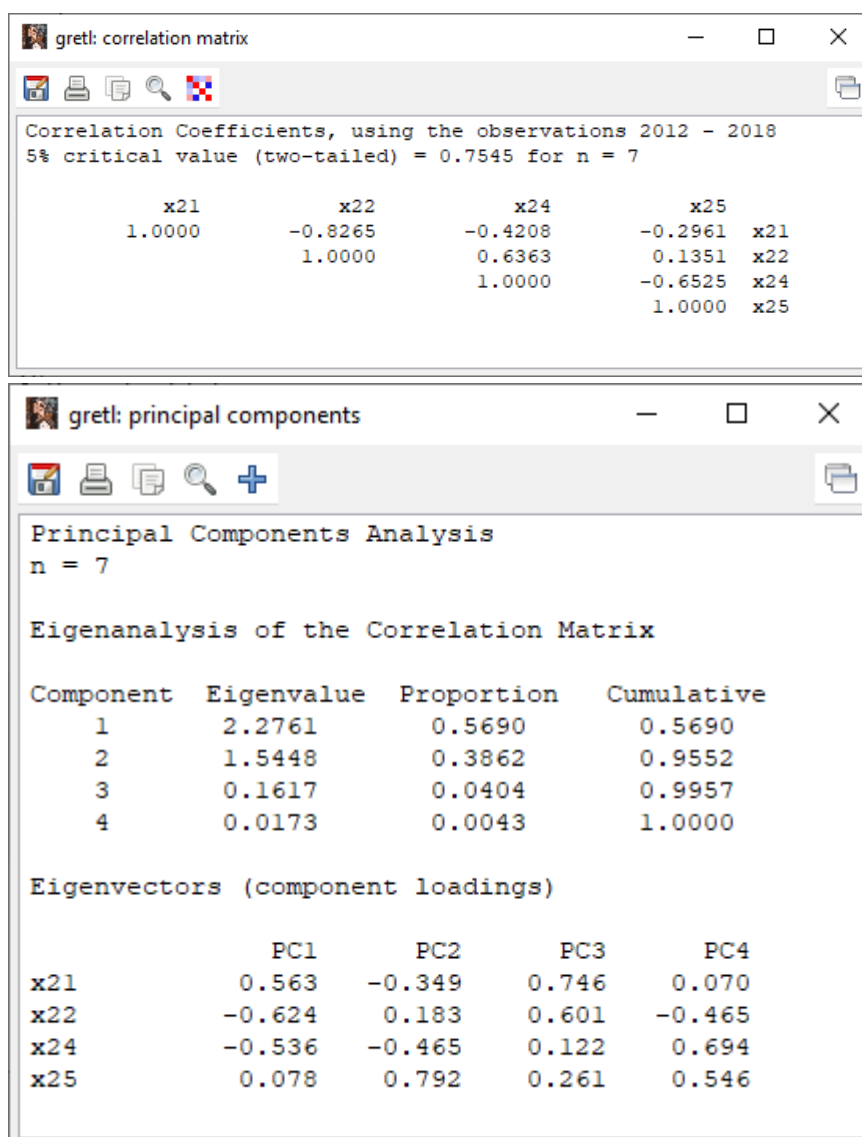 gretl: correlation matrix
Correlation Coefficients, using the observations 2012 - 2018
5% critical value (two-tailed) = 0.7545 for n = 7
x21 x22 x24 x25
1.0000 -0.8265 -0.4208 -0.2961 x21
1.0000 0.6363 0.1351 x22
1.0000 -0.6525 x24
1.0000 x25
gretl: principal components
Principal Components Analysis
n = 7
Eigenanalysis of the Correlation Matrix
Component Eigenvalue Proportion Cumulative
1 2.2761 0.5690 0.5690
2 1.5448 0.3862 0.9552
3 0.1617 0.0404 0.9957
4 0.0173 0.0043 1.0000
Eigenvectors (component loadings)
PC1 PC2 PC3 PC4
x21 0.563 -0.349 0.746 0.070
x22 -0.624 0.183 0.601 -0.465
x24 -0.536 -0.465 0.122 0.694
x25 0.078 0.792 0.261 0.546